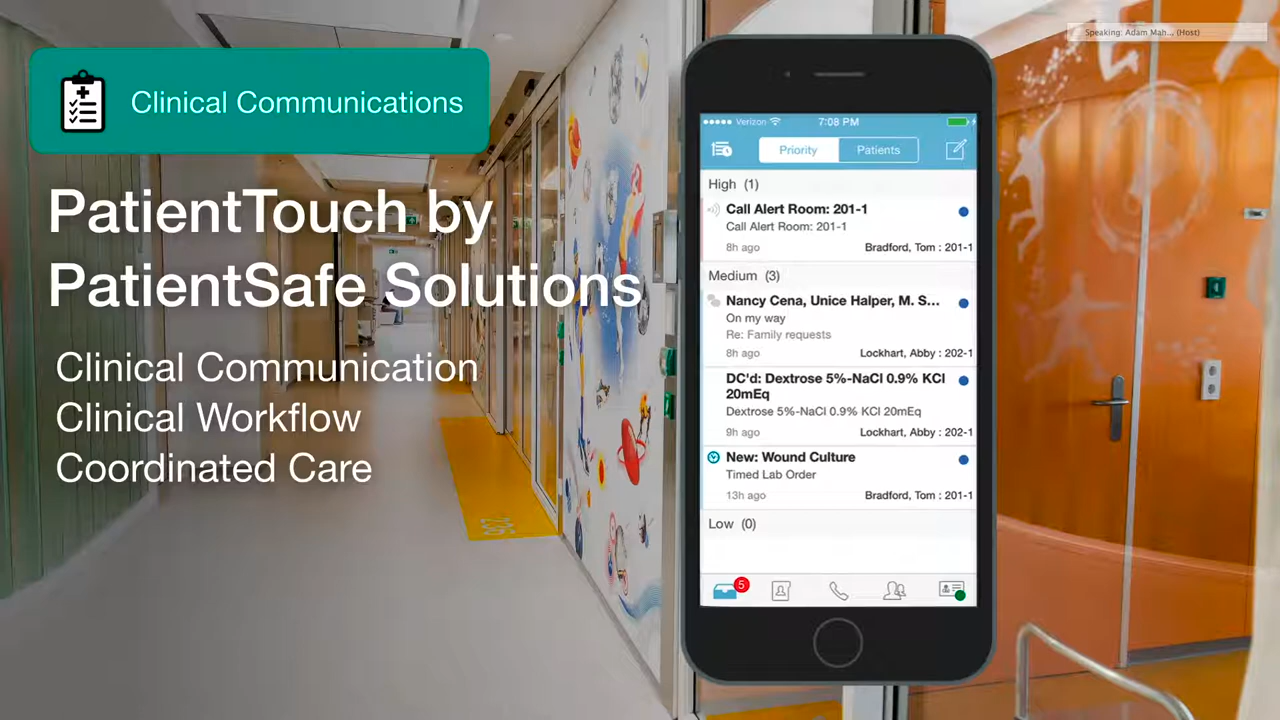 Speaking: Adam Mah... (Host)
Clinical Communications
PatientTouch by
PatientSafe Solutions
Clinical Communication
Clinical Workflow
Coordinated Care
236
Verizon
7:08 PM
Priority
Patients
High (1)
Call Alert Room: 201-1
Call Alert Room: 201-1
8h ago
Bradford, Tom : 201-1
Medium (3)
Nancy Cena, Unice Halper, M. S...
On my way
Re: Family requests
8h ago
Lockhart, Abby : 202-1
DC'd: Dextrose 5%-NaCl 0.9% KCl
20mEq
Dextrose 5%-NaCl 0.9% KCl 20mEq
9h ago
Lockhart, Abby : 202-1
New: Wound Culture
Timed Lab Order
13h ago
Bradford, Tom : 201-1
Low (0)
5